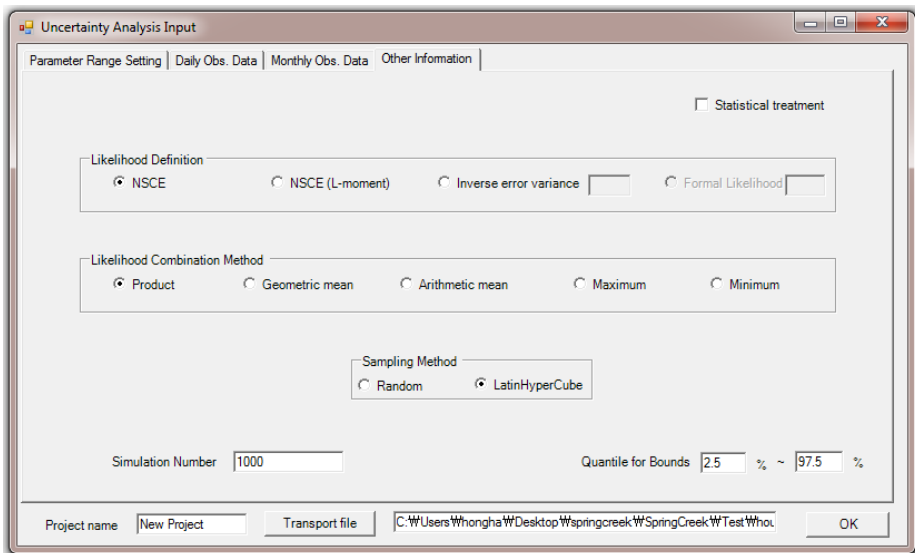 Uncertainty Analysis Input
Parameter Range Setting Daily Obs. Data Monthly Obs. Data Other Information
Statistical treatment
Likelihood Definition
NSCE NSCE (L-moment) Inverse error variance Formal Likelihood
Likelihood Combination Method
Product Geometric mean Arithmetic mean Maximum Minimum
Sampling Method
Random LatinHyperCube
Simulation Number 1000 Quantile for Bounds 2.5 % ~ 97.5 %
Project name New Project Transport file C:₩Users₩hongha₩Desktop₩springcreek₩SpringCreek₩Test₩hou OK